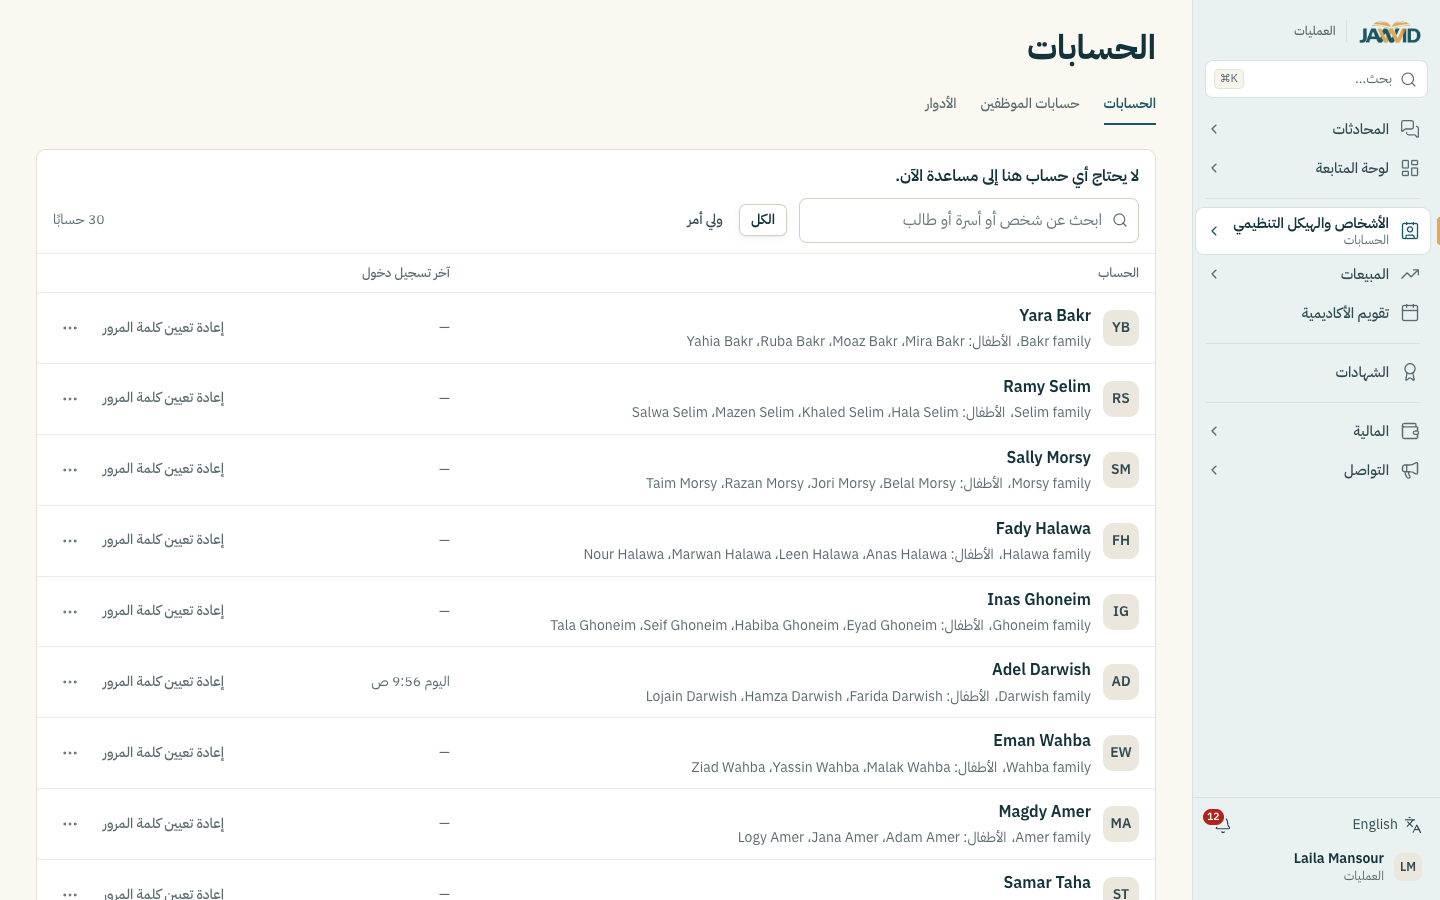 JAWID
العمليات
بحث...
⌘K
المحادثات
لوحة المتابعة
الأشخاص والهيكل التنظيمي
الحسابات
المبيعات
تقويم الأكاديمية
الشهادات
المالية
التواصل
English
12
LM
Laila Mansour
العمليات
الحسابات
الحسابات
حسابات الموظفين
الأدوار
لا يحتاج أي حساب هنا إلى مساعدة الآن.
ابحث عن شخص أو أسرة أو طالب
الكل
ولي أمر
30 حسابًا
الحساب
آخر تسجيل دخول
YB
Yara Bakr
Bakr family، الأطفال: Mira Bakr، Moaz Bakr، Ruba Bakr، Yahia Bakr
—
إعادة تعيين كلمة المرور
RS
Ramy Selim
Selim family، الأطفال: Hala Selim، Khaled Selim، Mazen Selim، Salwa Selim
—
إعادة تعيين كلمة المرور
SM
Sally Morsy
Morsy family، الأطفال: Belal Morsy، Jori Morsy، Razan Morsy، Taim Morsy
—
إعادة تعيين كلمة المرور
FH
Fady Halawa
Halawa family، الأطفال: Anas Halawa، Leen Halawa، Marwan Halawa، Nour Halawa
—
إعادة تعيين كلمة المرور
IG
Inas Ghoneim
Ghoneim family، الأطفال: Eyad Ghoneim، Habiba Ghoneim، Seif Ghoneim، Tala Ghoneim
—
إعادة تعيين كلمة المرور
AD
Adel Darwish
Darwish family، الأطفال: Farida Darwish، Hamza Darwish، Lojain Darwish
اليوم 9:56 ص
إعادة تعيين كلمة المرور
EW
Eman Wahba
Wahba family، الأطفال: Malak Wahba، Yassin Wahba، Ziad Wahba
—
إعادة تعيين كلمة المرور
MA
Magdy Amer
Amer family، الأطفال: Adam Amer، Jana Amer، Logy Amer
—
إعادة تعيين كلمة المرور
ST
Samar Taha
—
إعادة تعيين كلمة المرور